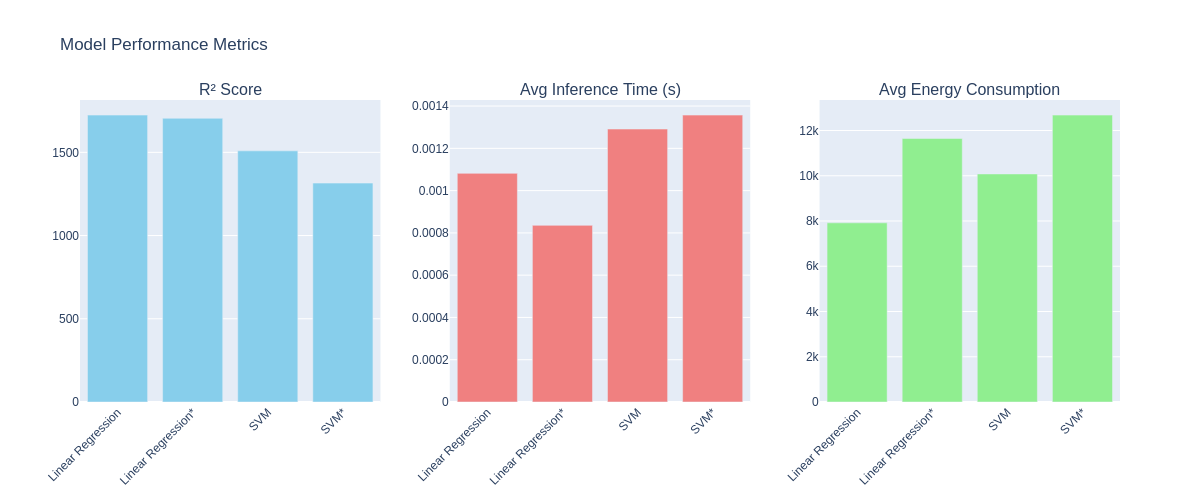 Model Performance Metrics
R² Score
1500
1000
500
0
Linear Regression
Linear Regression*
SVM
SVM*
Avg Inference Time (s)
0.0014
0.0012
0.001
0.0008
0.0006
0.0004
0.0002
0
Linear Regression
Linear Regression*
SVM
SVM*
Avg Energy Consumption
12k
10k
8k
6k
4k
2k
0
Linear Regression
Linear Regression*
SVM
SVM*